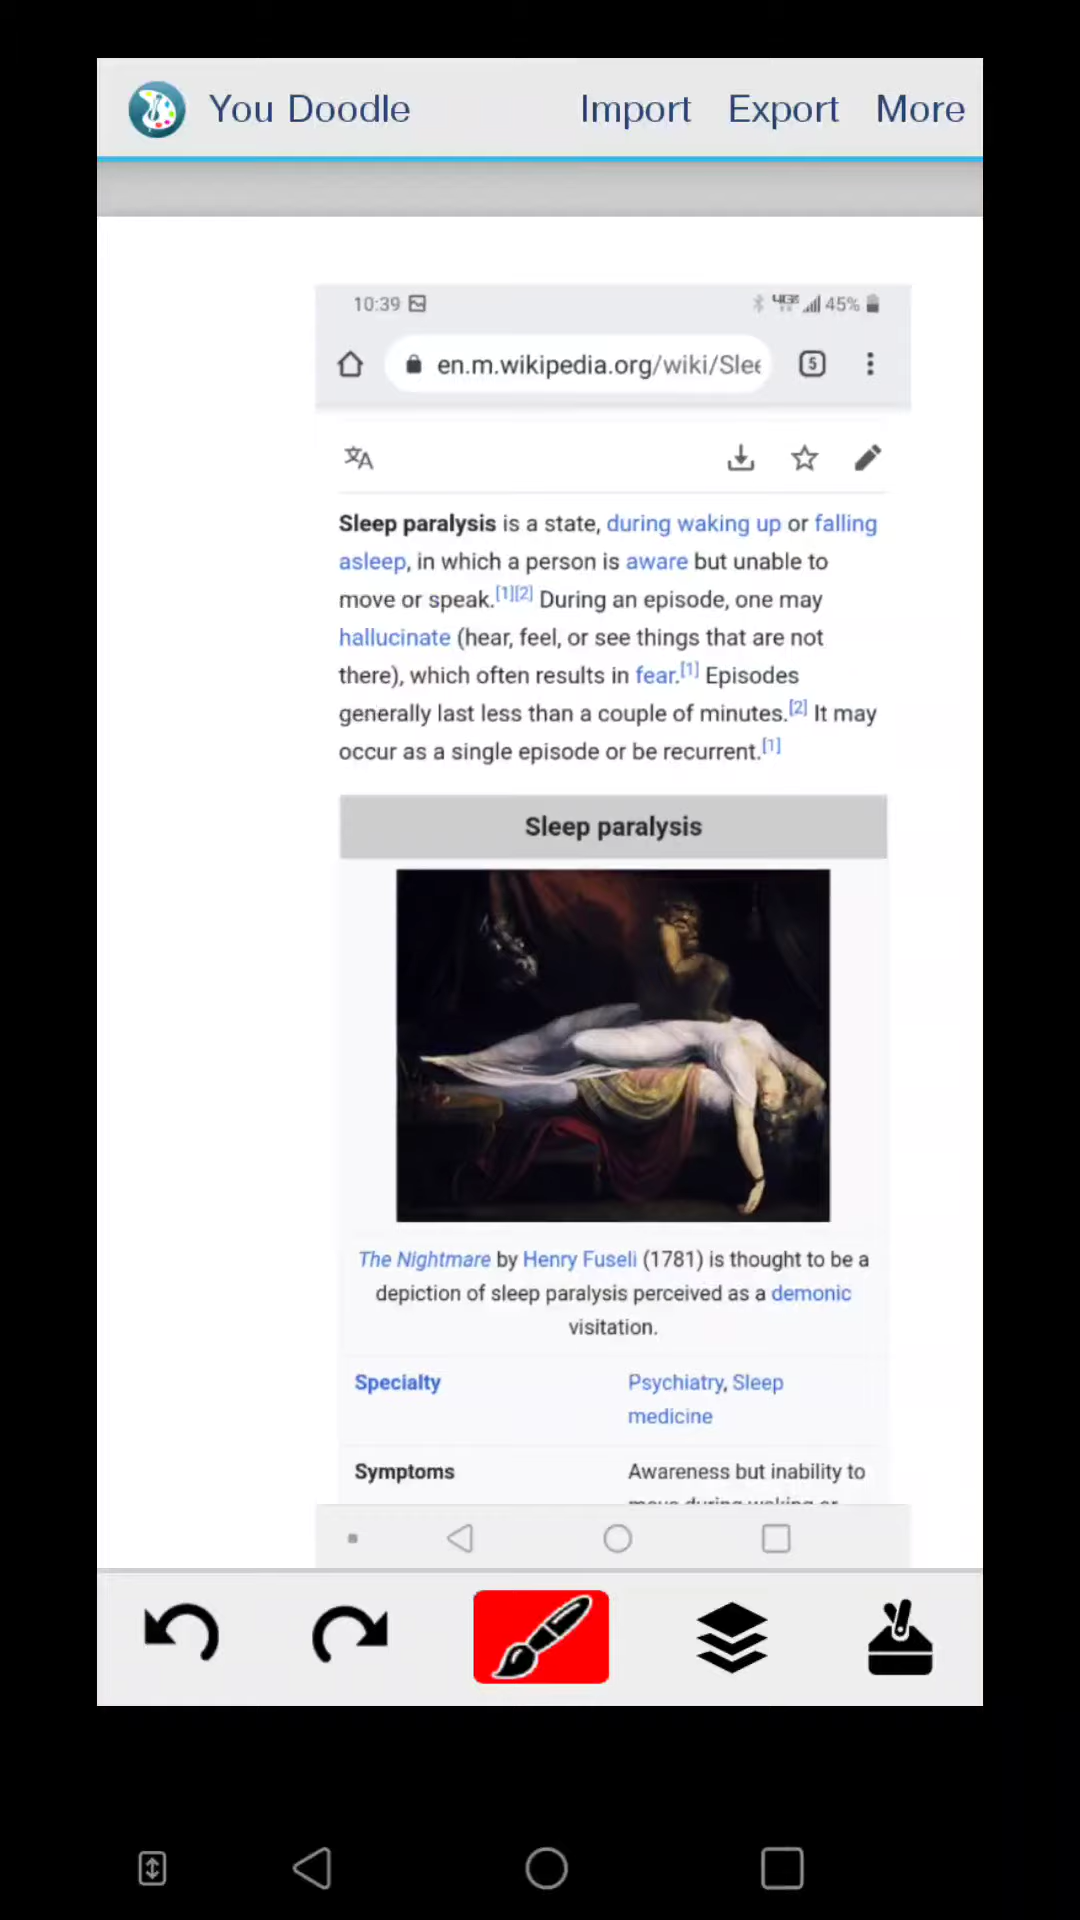 You Doodle Import Export More
10:39 45%
en.m.wikipedia.org/wiki/Slee 5
Sleep paralysis is a state, during waking up or falling
asleep, in which a person is aware but unable to
move or speak.[1][2] During an episode, one may
hallucinate (hear, feel, or see things that are not
there), which often results in fear.[1] Episodes
generally last less than a couple of minutes.[2] It may
occur as a single episode or be recurrent.[1]
Sleep paralysis
The Nightmare by Henry Fuseli (1781) is thought to be a
depiction of sleep paralysis perceived as a demonic
visitation.
Specialty Psychiatry, Sleep
medicine
Symptoms Awareness but inability to